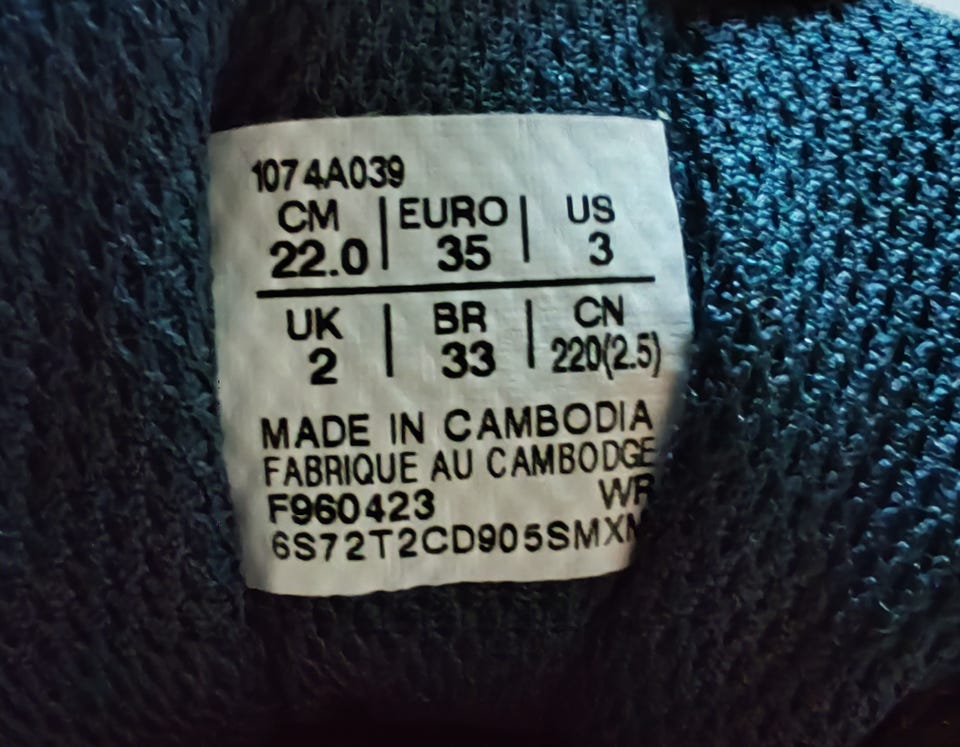 1074A039
CM | EURO | US
22.0 | 35 | 3
UK | BR | CN
2 | 33 | 220(2.5)
MADE IN CAMBODIA
FABRIQUE AU CAMBODGE
F960423 WR
6S72T2CD905SMXM